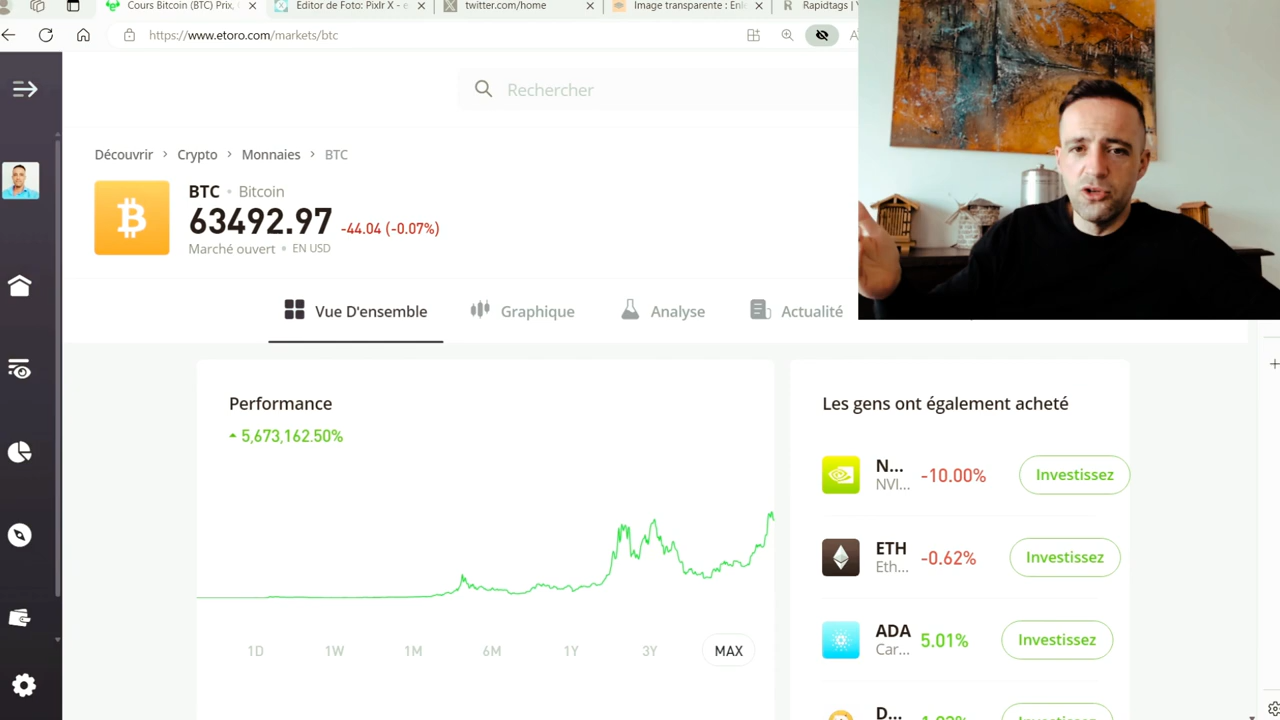 Cours Bitcoin (BTC) Prix,
Editor de Foto: Pixlr X - e
twitter.com/home
Image transparente : Enle
Rapidtags |
https://www.etoro.com/markets/btc
Rechercher
Découvrir > Crypto > Monnaies > BTC
BTC • Bitcoin
63492.97 -44.04 (-0.07%)
Marché ouvert • EN USD
Vue D'ensemble
Graphique
Analyse
Actualité
Performance
5,673,162.50%
1D 1W 1M 6M 1Y 3Y MAX
Les gens ont également acheté
N...
NVI...
-10.00%
Investissez
ETH
Eth...
-0.62%
Investissez
ADA
Car...
5.01%
Investissez
D...